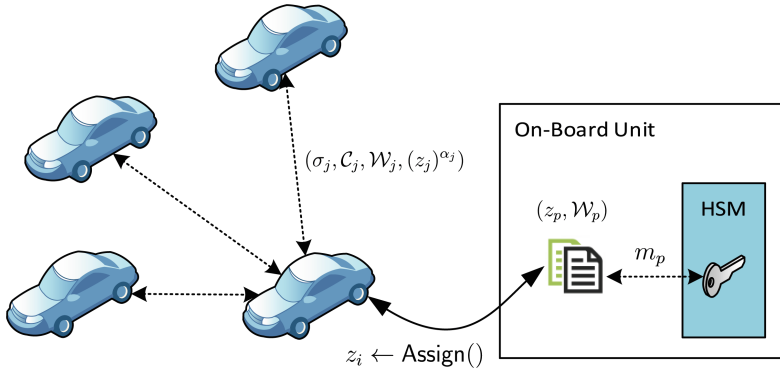 (σ_j, 𝒞_j, 𝒲_j, (z_j)^{α_j})
On-Board Unit
(z_p, 𝒲_p)
HSM
m_p
z_i ← Assign()